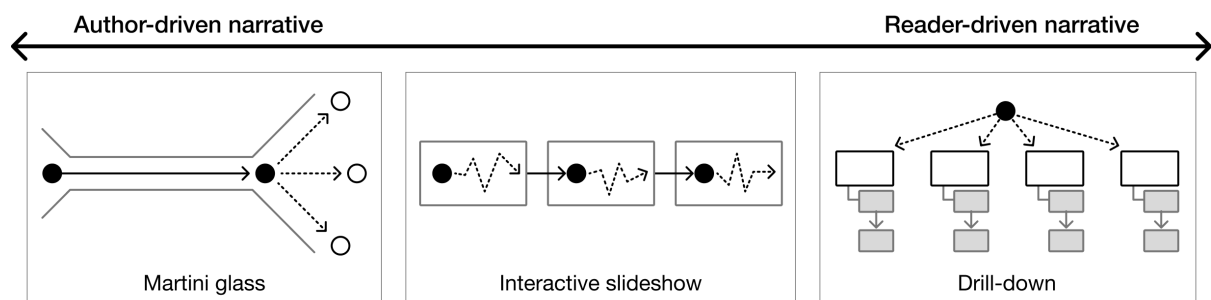 Author-driven narrative
Reader-driven narrative
Martini glass
Interactive slideshow
Drill-down